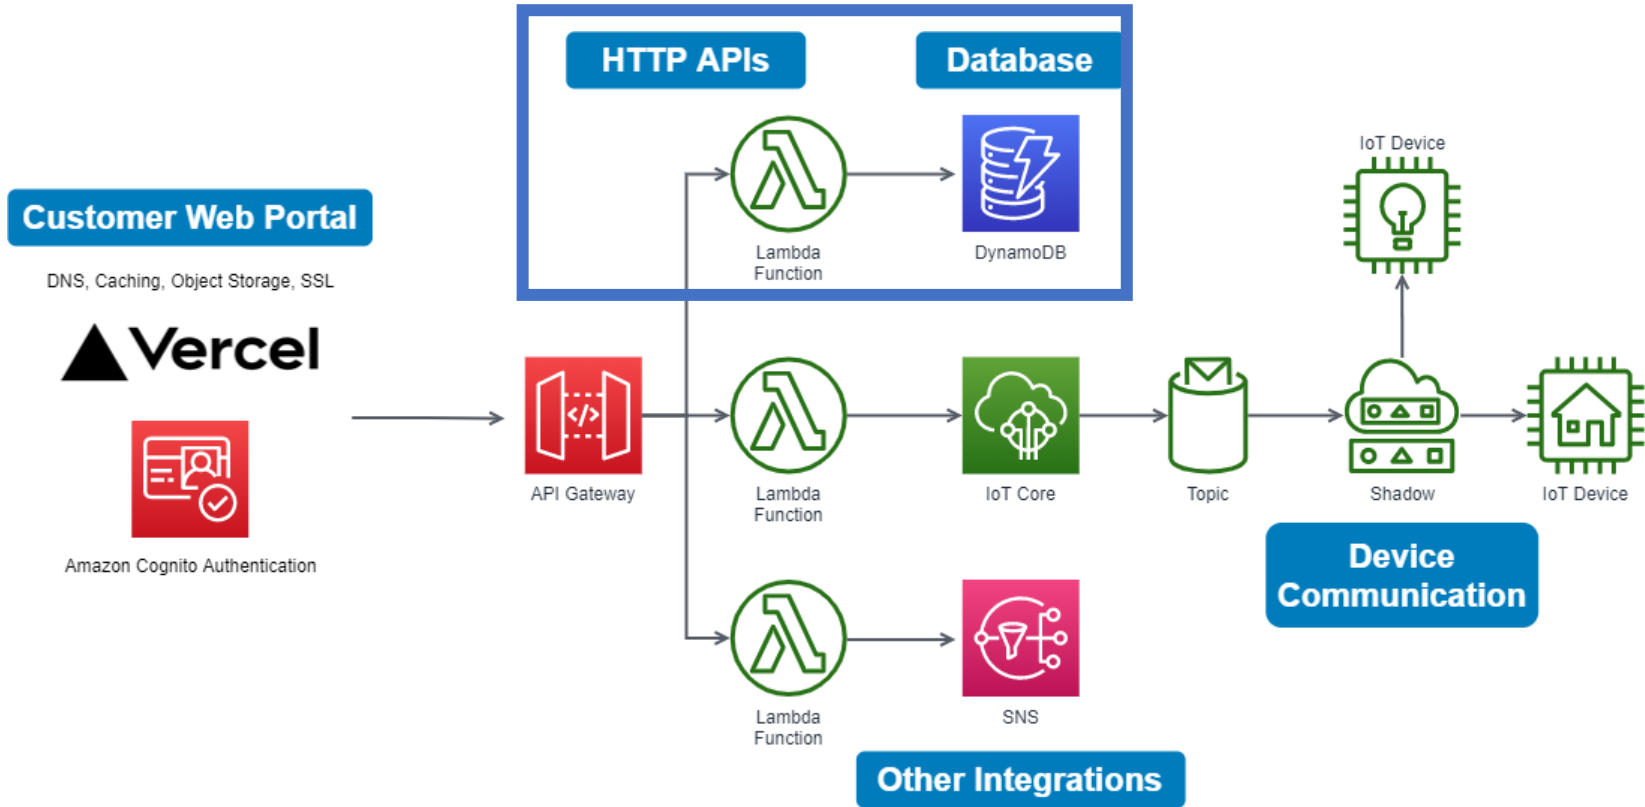 HTTP APIs
Database
Lambda
Function
DynamoDB
IoT Device
Customer Web Portal
DNS, Caching, Object Storage, SSL
Vercel
Amazon Cognito Authentication
</>
API Gateway
Lambda
Function
IoT Core
Topic
Shadow
IoT Device
Device
Communication
Lambda
Function
SNS
Other Integrations